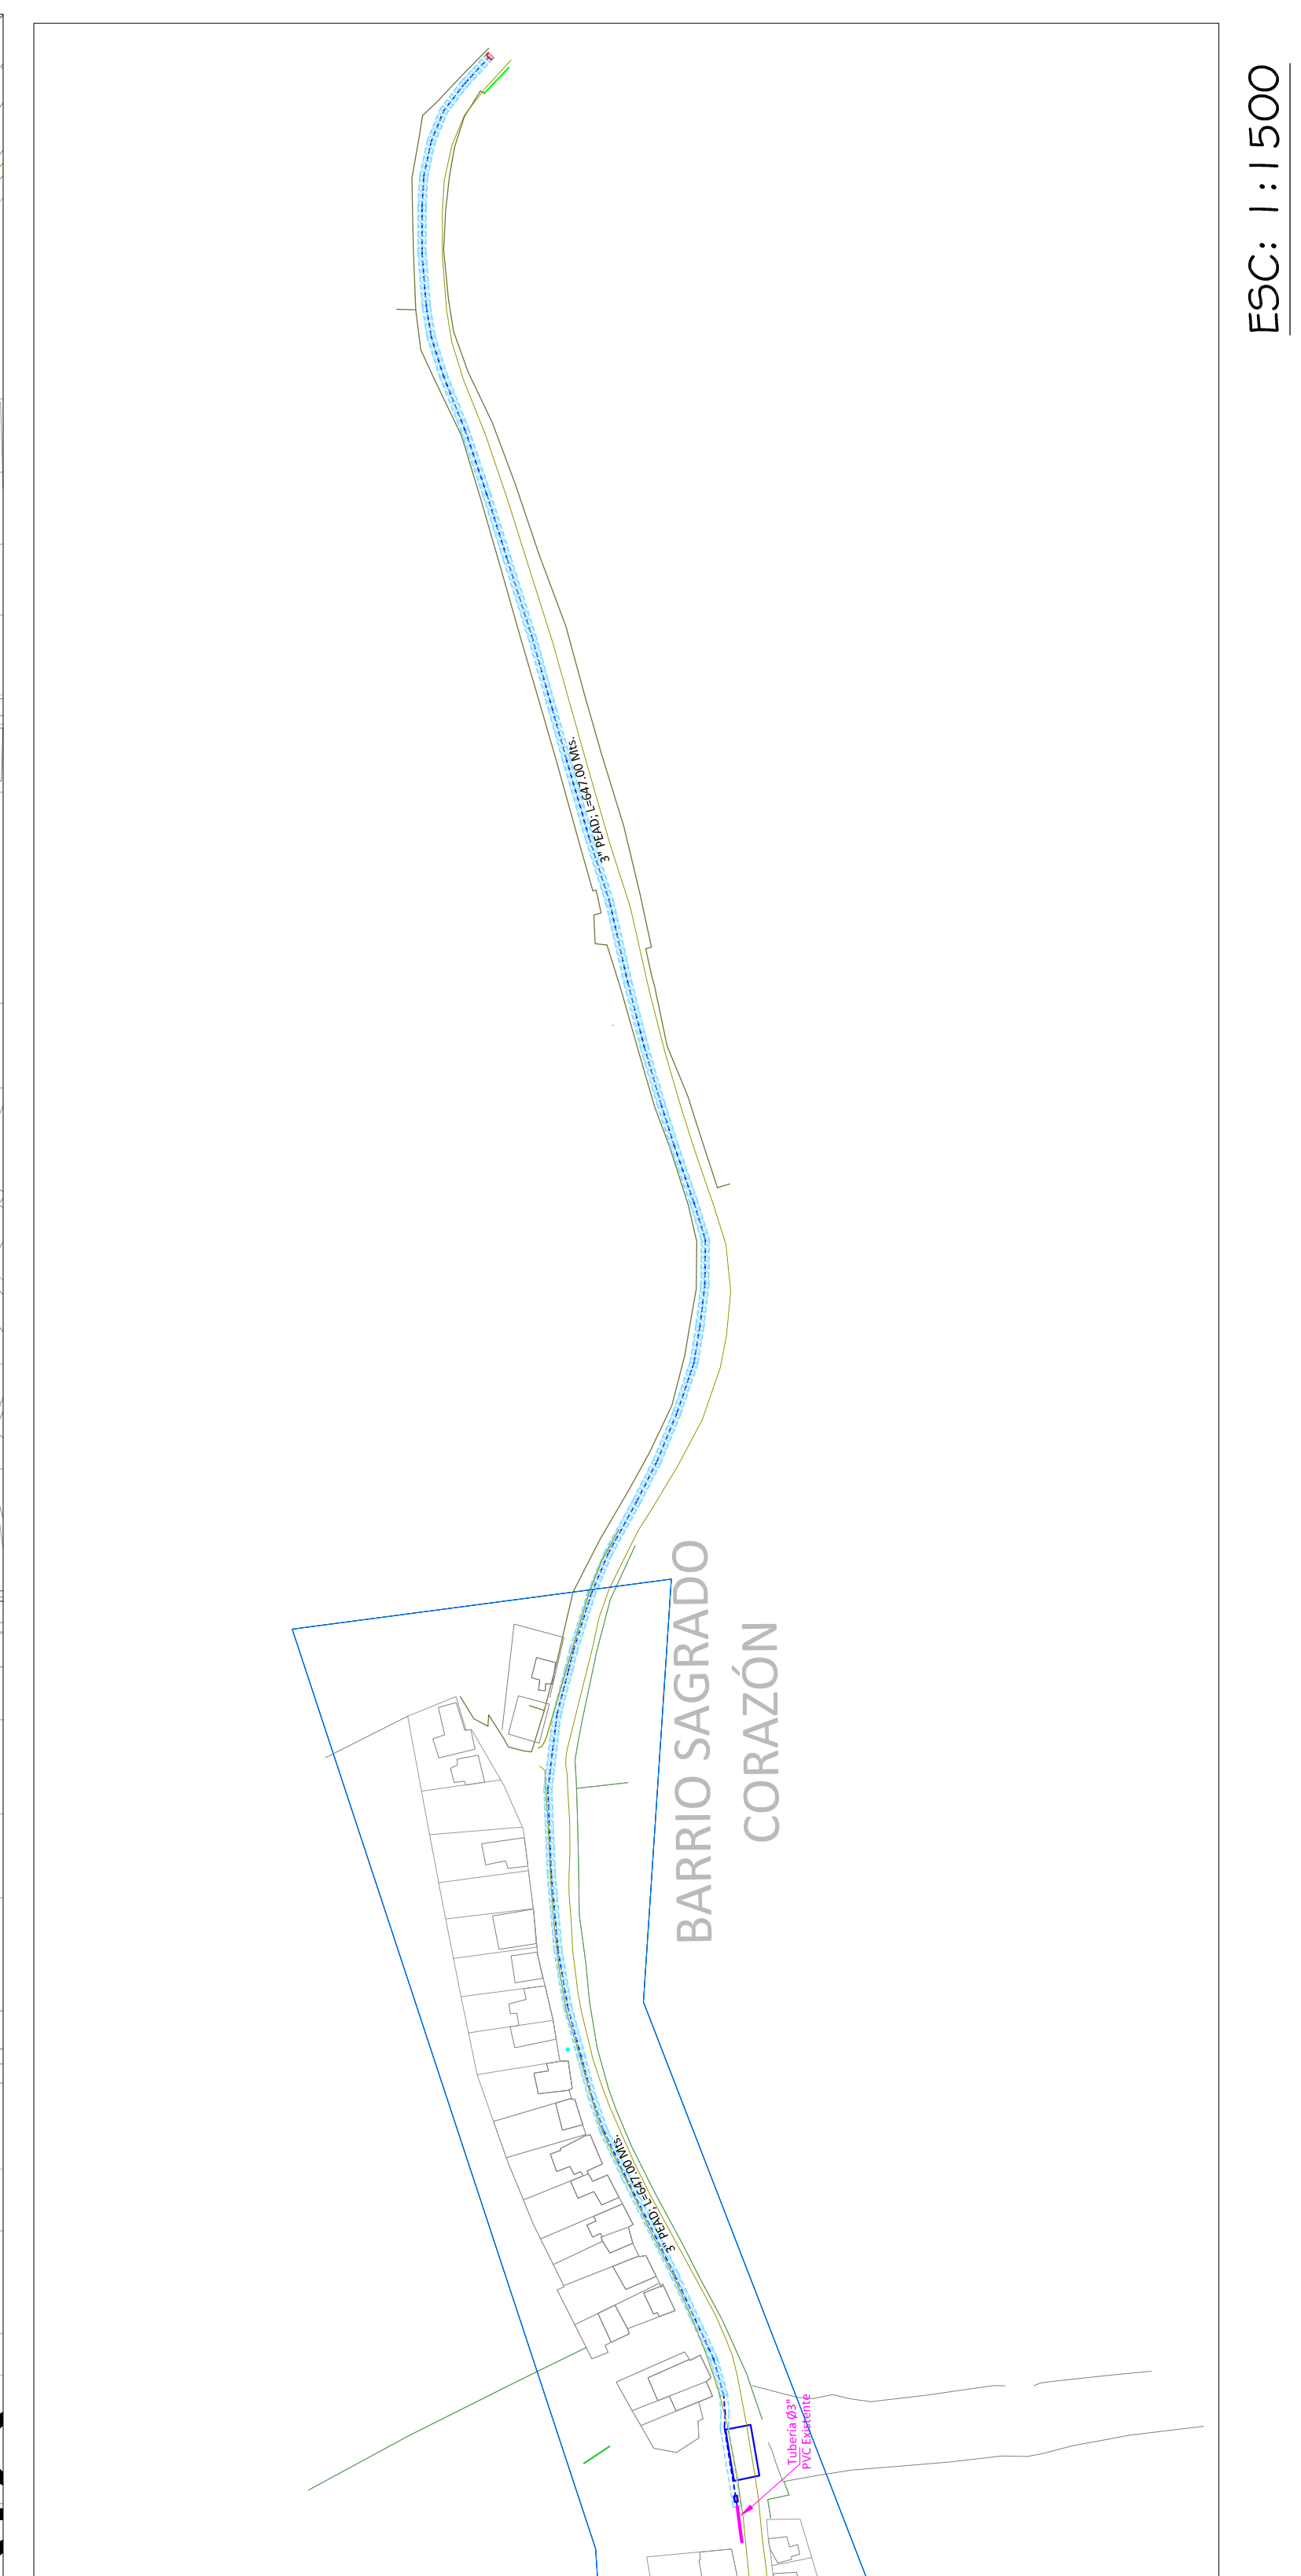 ESC: 1:1500
3" PEAD; L=647.00 Mts.
BARRIO SAGRADO
CORAZÓN
3" PEAD; L=647.00 Mts.
Tubería Ø3"
PVC Existente